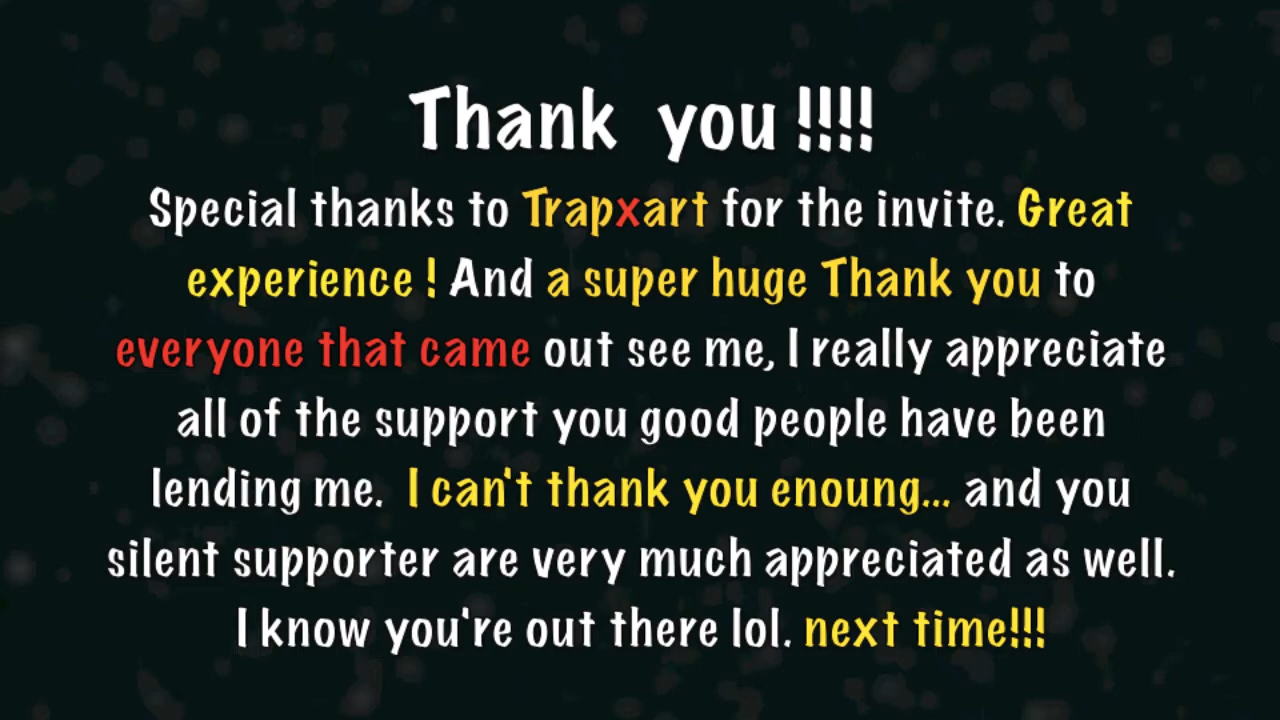 Thank you !!!!
Special thanks to Trapxart for the invite. Great
experience ! And a super huge Thank you to
everyone that came out see me, I really appreciate
all of the support you good people have been
lending me. I can't thank you enoung... and you
silent supporter are very much appreciated as well.
I know you're out there lol. next time!!!